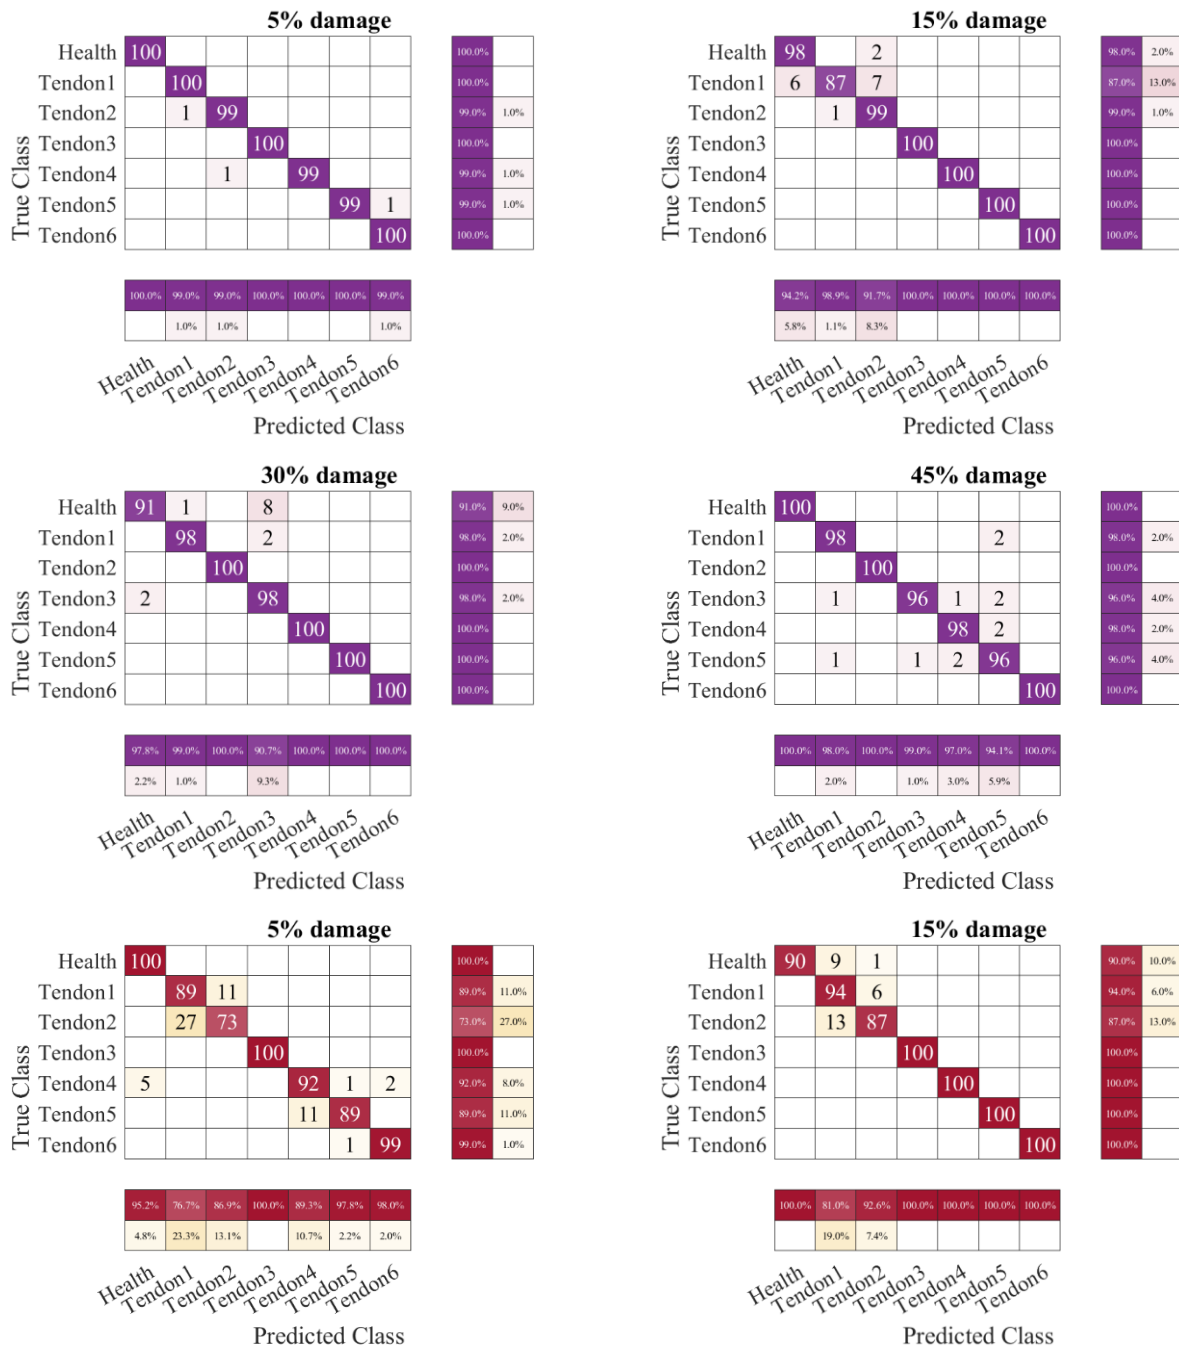 5% damage
Health 100 100.0%
Tendon1 100 100.0%
Tendon2 1 99 99.0% 1.0%
Tendon3 100 100.0%
Tendon4 1 99 99.0% 1.0%
Tendon5 99 1 99.0% 1.0%
Tendon6 100 100.0%
True Class
100.0% 99.0% 99.0% 100.0% 100.0% 100.0% 99.0%
1.0% 1.0% 1.0%
Health Tendon1 Tendon2 Tendon3 Tendon4 Tendon5 Tendon6
Predicted Class
15% damage
Health 98 2 98.0% 2.0%
Tendon1 6 87 7 87.0% 13.0%
Tendon2 1 99 99.0% 1.0%
Tendon3 100 100.0%
Tendon4 100 100.0%
Tendon5 100 100.0%
Tendon6 100 100.0%
True Class
94.2% 98.9% 91.7% 100.0% 100.0% 100.0% 100.0%
5.8% 1.1% 8.3%
Health Tendon1 Tendon2 Tendon3 Tendon4 Tendon5 Tendon6
Predicted Class
30% damage
Health 91 1 8 91.0% 9.0%
Tendon1 98 2 98.0% 2.0%
Tendon2 100 100.0%
Tendon3 2 98 98.0% 2.0%
Tendon4 100 100.0%
Tendon5 100 100.0%
Tendon6 100 100.0%
True Class
97.8% 99.0% 100.0% 90.7% 100.0% 100.0% 100.0%
2.2% 1.0% 9.3%
Health Tendon1 Tendon2 Tendon3 Tendon4 Tendon5 Tendon6
Predicted Class
45% damage
Health 100 100.0%
Tendon1 98 2 98.0% 2.0%
Tendon2 100 100.0%
Tendon3 1 96 1 2 96.0% 4.0%
Tendon4 98 2 98.0% 2.0%
Tendon5 1 1 2 96 96.0% 4.0%
Tendon6 100 100.0%
True Class
100.0% 98.0% 100.0% 99.0% 97.0% 94.1% 100.0%
2.0% 1.0% 3.0% 5.9%
Health Tendon1 Tendon2 Tendon3 Tendon4 Tendon5 Tendon6
Predicted Class
5% damage
Health 100 100.0%
Tendon1 89 11 89.0% 11.0%
Tendon2 27 73 73.0% 27.0%
Tendon3 100 100.0%
Tendon4 5 92 1 2 92.0% 8.0%
Tendon5 11 89 89.0% 11.0%
Tendon6 1 99 99.0% 1.0%
True Class
95.2% 76.7% 86.9% 100.0% 89.3% 97.8% 98.0%
4.8% 23.3% 13.1% 10.7% 2.2% 2.0%
Health Tendon1 Tendon2 Tendon3 Tendon4 Tendon5 Tendon6
Predicted Class
15% damage
Health 90 9 1 90.0% 10.0%
Tendon1 94 6 94.0% 6.0%
Tendon2 13 87 87.0% 13.0%
Tendon3 100 100.0%
Tendon4 100 100.0%
Tendon5 100 100.0%
Tendon6 100 100.0%
True Class
100.0% 81.0% 92.6% 100.0% 100.0% 100.0% 100.0%
19.0% 7.4%
Health Tendon1 Tendon2 Tendon3 Tendon4 Tendon5 Tendon6
Predicted Class